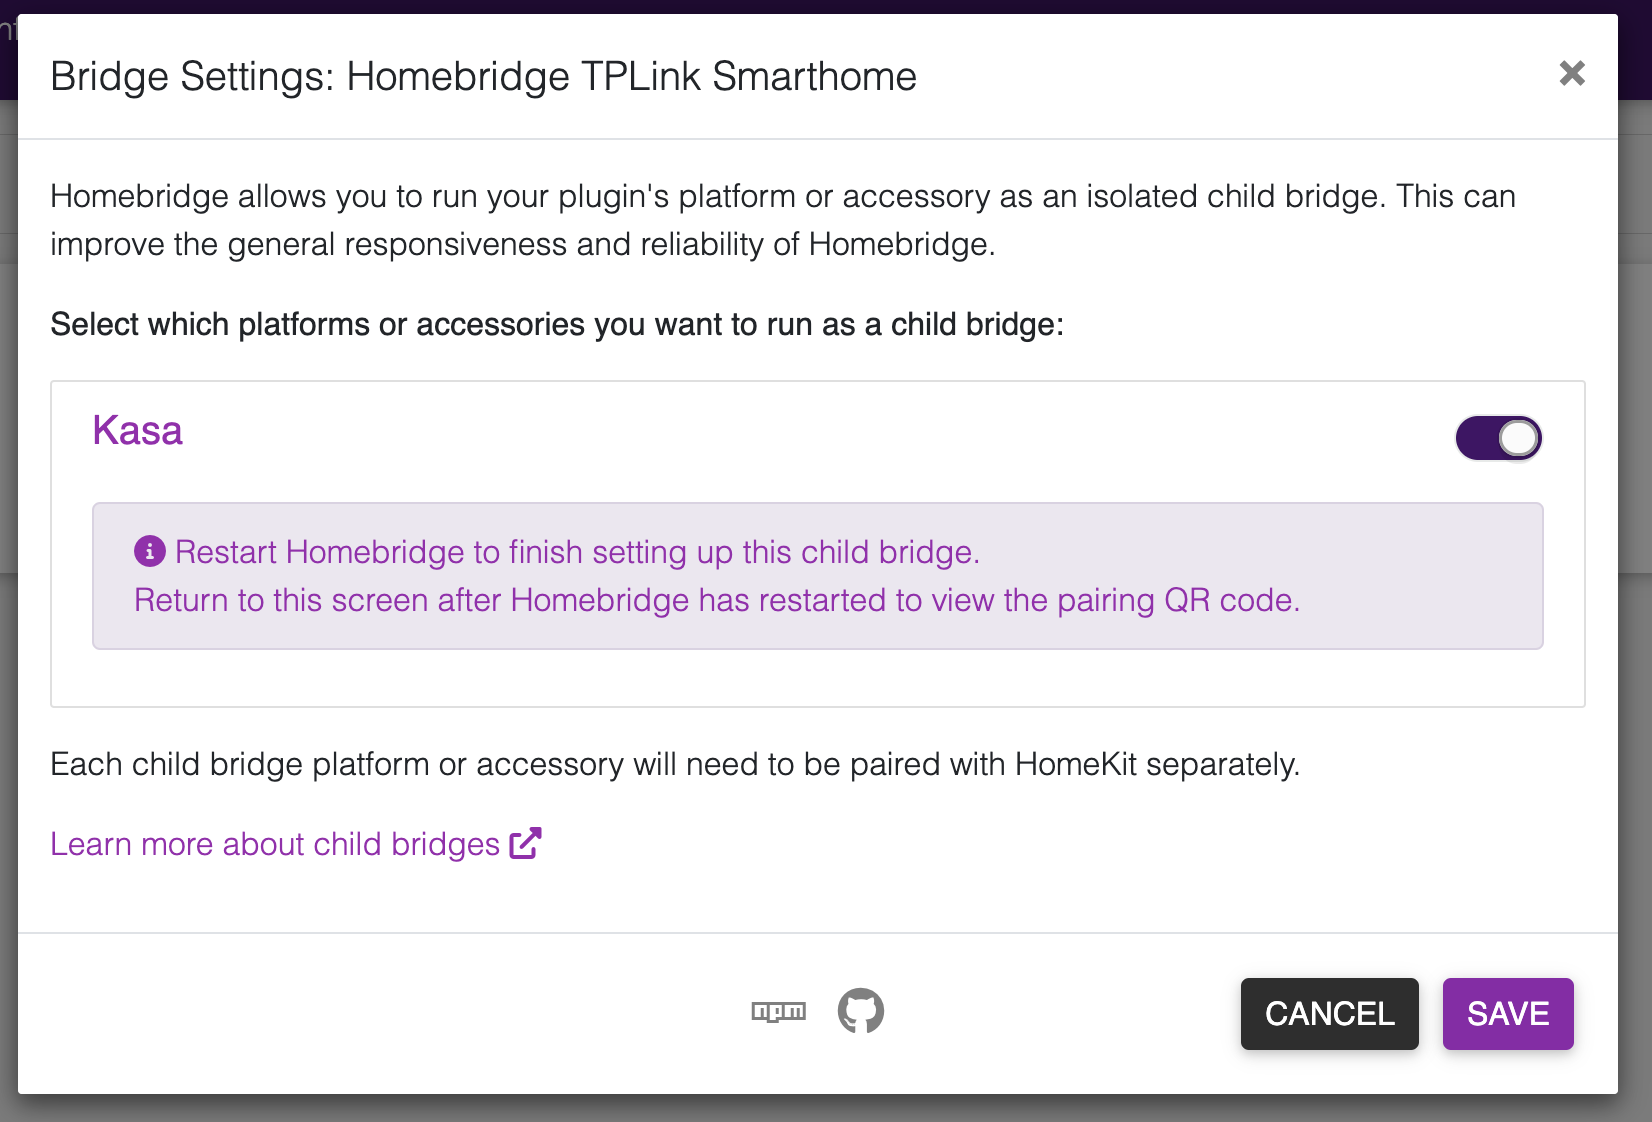 Bridge Settings: Homebridge TPLink Smarthome
Homebridge allows you to run your plugin's platform or accessory as an isolated child bridge. This can
improve the general responsiveness and reliability of Homebridge.
Select which platforms or accessories you want to run as a child bridge:
Kasa
Restart Homebridge to finish setting up this child bridge.
Return to this screen after Homebridge has restarted to view the pairing QR code.
Each child bridge platform or accessory will need to be paired with HomeKit separately.
Learn more about child bridges
npm
CANCEL SAVE